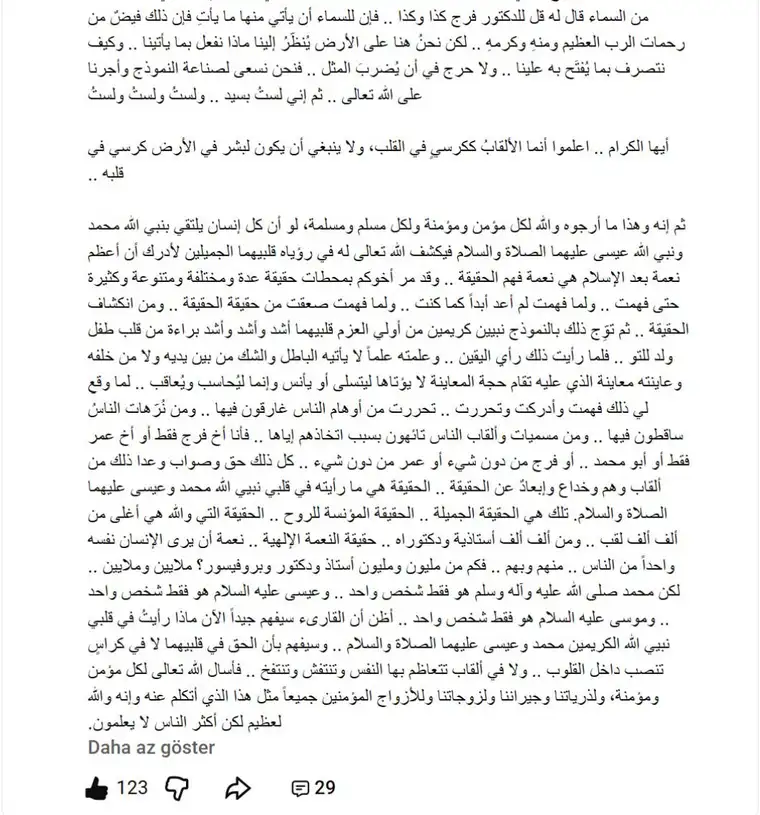 من السماء قال له قل للدكتور فرج كذا وكذا .. فإن للسماء أن يأتي منها ما يأتِ فإن ذلك فيضٌ من
رحمات الرب العظيم ومنهِ وكرمهِ .. لكن نحنُ هنا على الأرض يُنظّرُ إلينا ماذا نفعل بما يأتينا .. وكيف
نتصرف بما يُفتَح به علينا .. ولا حرج في أن يُضربَ المثل .. فنحن نسعى لصناعة النموذج وأجرنا
على الله تعالى .. ثم إني لستُ بسيد .. ولستُ ولستُ ولستُ
أيها الكرام .. اعلموا أنما الألقابُ ككرسيٍ في القلب، ولا ينبغي أن يكون لبشر في الأرض كرسي في
قلبه ..
ثم إنه وهذا ما أرجوه والله لكل مؤمن ومؤمنة ولكل مسلم ومسلمة، لو أن كل إنسان يلتقي بنبي الله محمد
ونبي الله عيسى عليهما الصلاة والسلام فيكشف الله تعالى له في رؤياه قلبيهما الجميلين لأدرك أن أعظم
نعمة بعد الإسلام هي نعمة فهم الحقيقة .. وقد مر أخوكم بمحطات حقيقة عدة ومختلفة ومتنوعة وكثيرة
حتى فهمت .. ولما فهمت لم أعد أبداً كما كنت .. ولما فهمت صعقت من حقيقة الحقيقة .. ومن انكشاف
الحقيقة .. ثم توّج ذلك بالنموذج نبيين كريمين من أولي العزم قلبيهما أشد وأشد وأشد براءة من قلب طفل
ولد للتو .. فلما رأيت ذلك رأي اليقين .. وعلمته علماً لا يأتيه الباطل والشك من بين يديه ولا من خلفه
وعاينته معاينة الذي عليه تقام حجة المعاينة لا يؤتاها ليتسلى أو يأنس وإنما ليُحاسب ويُعاقب .. لما وقع
لي ذلك فهمت وأدركت وتحررت .. تحررت من أوهام الناس غارقون فيها .. ومن تُرّهات الناسُ
ساقطون فيها .. ومن مسميات وألقاب الناس تائهون بسبب اتخاذهم إياها .. فأنا أخ فرج فقط أو أخ عمر
فقط أو أبو محمد .. أو فرج من دون شيء أو عمر من دون شيء .. كل ذلك حق وصواب وعدا ذلك من
ألقاب وهم وخداع وإبعادٌ عن الحقيقة .. الحقيقة هي ما رأيته في قلبي نبيي الله محمد وعيسى عليهما
الصلاة والسلام. تلك هي الحقيقة الجميلة .. الحقيقة المؤنسة للروح .. الحقيقة التي والله هي أغلى من
ألف ألف لقب .. ومن ألف ألف أستاذية ودكتوراه .. حقيقة النعمة الإلهية .. نعمة أن يرى الإنسان نفسه
واحداً من الناس .. منهم وبهم .. فكم من مليون ومليون أستاذ ودكتور وبروفيسور؟ ملايين وملايين ..
لكن محمد صلى الله عليه وآله وسلم هو فقط شخص واحد .. وعيسى عليه السلام هو فقط شخص واحد
.. وموسى عليه السلام هو فقط شخص واحد .. أظن أن القارىء سيفهم جيداً الآن ماذا رأيتُ في قلبي
نبيي الله الكريمين محمد وعيسى عليهما الصلاة والسلام .. وسيفهم بأن الحق في قلبيهما لا في كراسٍ
تنصب داخل القلوب .. ولا في ألقاب تتعاظم بها النفس وتنتفش وتنتفخ .. فأسال الله تعالى لكل مؤمن
ومؤمنة، ولذرياتنا وجيراننا ولزوجاتنا وللأزواج المؤمنين جميعاً مثل هذا الذي أتكلم عنه وإنه والله
لعظيم لكن أكثر الناس لا يعلمون.
Daha az göster
123 29